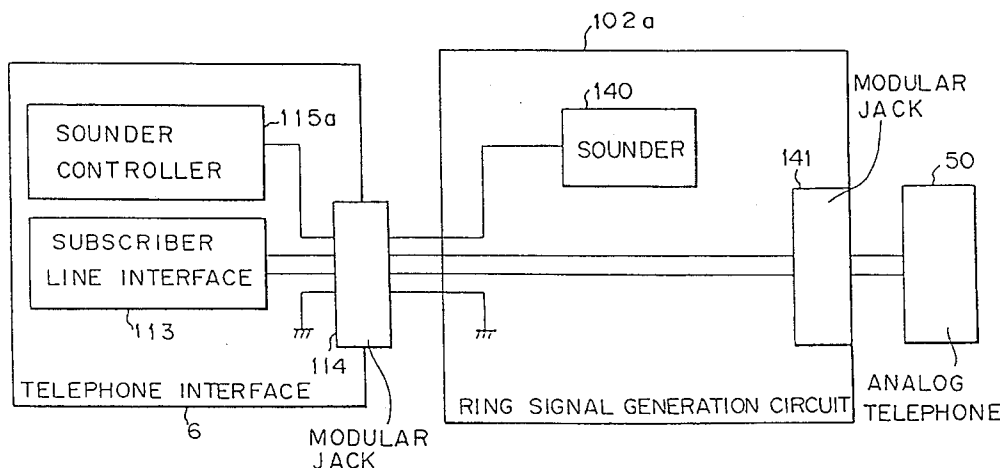 102a
MODULAR
JACK
140
SOUNDER
115a
SOUNDER
CONTROLLER
141
50
SUBSCRIBER
LINE INTERFACE
113
114
TELEPHONE INTERFACE
6
MODULAR
JACK
RING SIGNAL GENERATION CIRCUIT
ANALOG
TELEPHONE